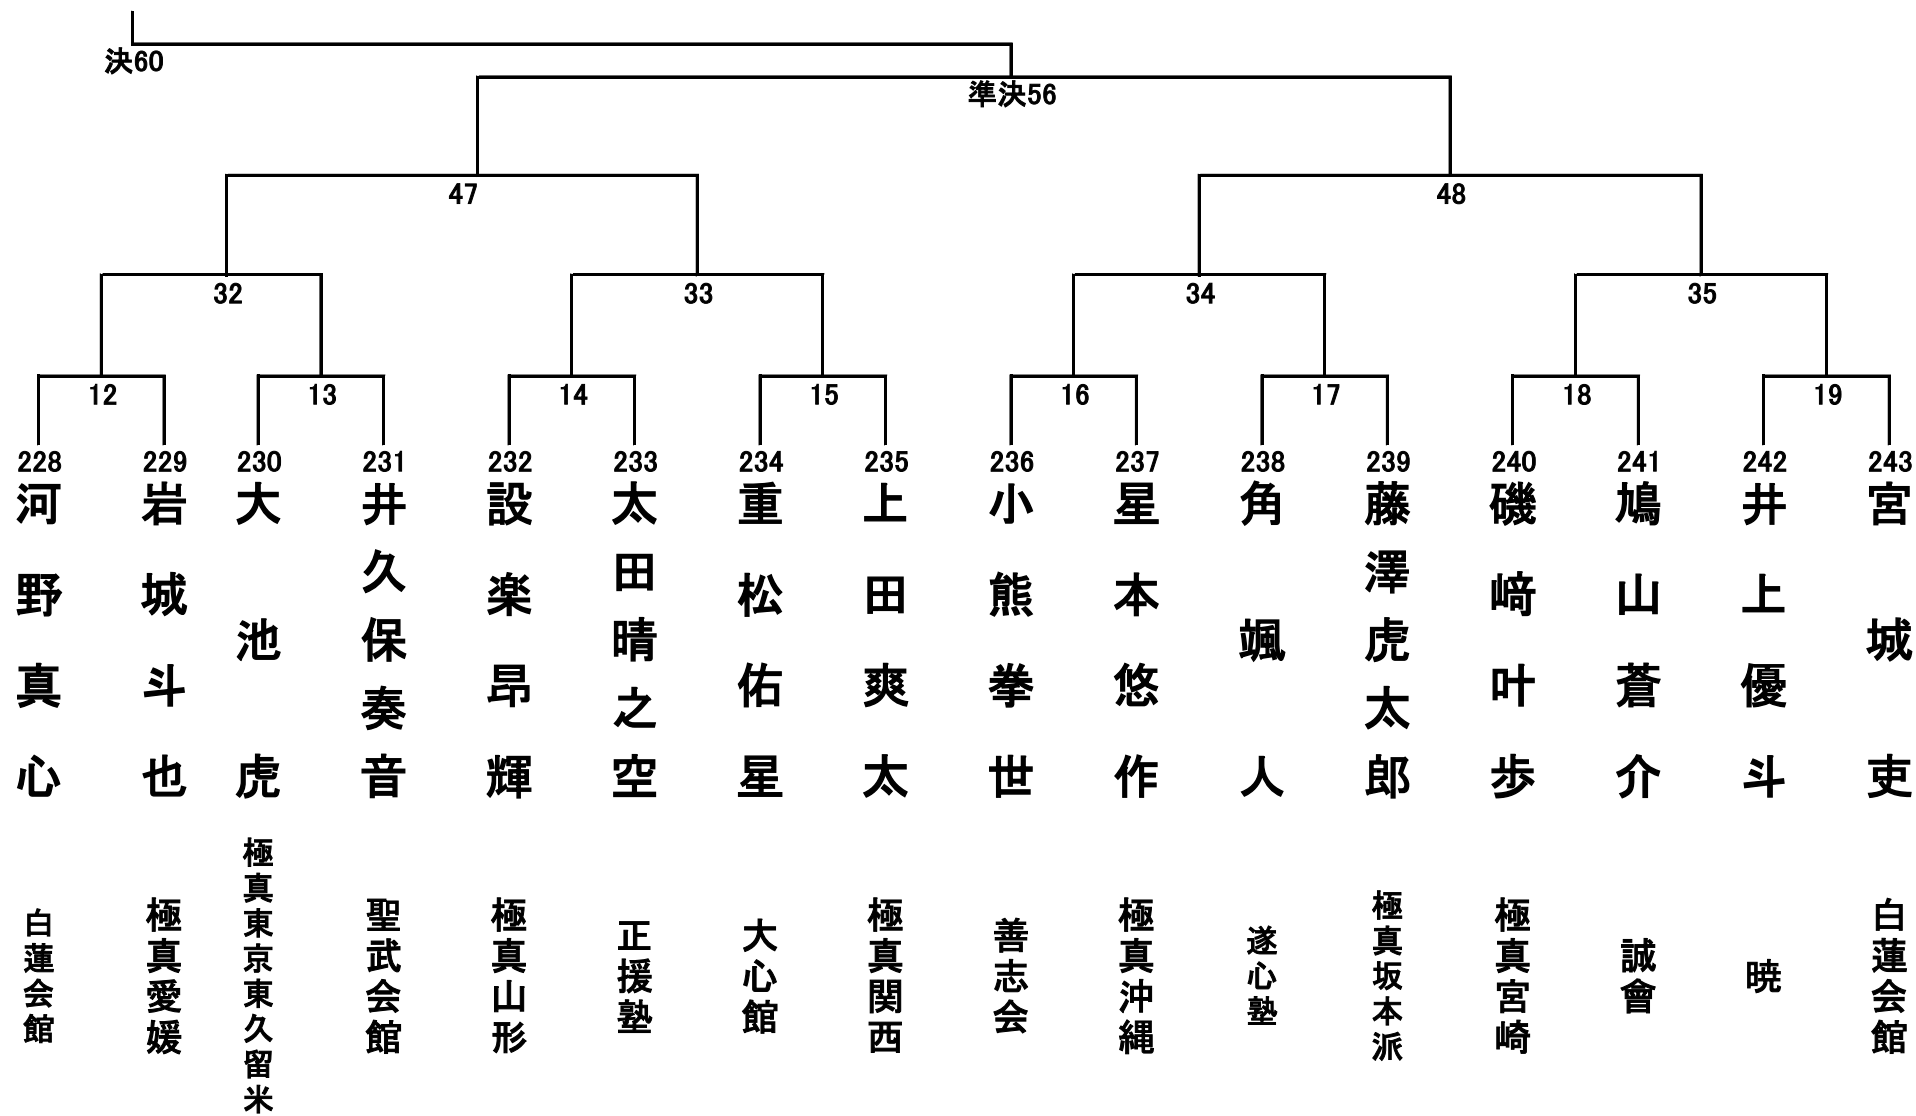 決60
準決56
47
48
32
33
34
35
12
13
14
15
16
17
18
19
228
河野真心
白蓮会館
229
岩城斗也
極真愛媛
230
大池虎
極真東京東久留米
231
井久保奏音
聖武会館
232
設楽昂輝
極真山形
233
太田晴之空
正援塾
234
重松佑星
大心館
235
上田爽太
極真関西
236
小熊拳世
善志会
237
星本悠作
極真沖縄
238
角颯人
遂心塾
239
藤澤虎太郎
極真坂本派
240
磯﨑叶歩
極真宮崎
241
鳩山蒼介
誠會
242
井上優斗
暁
243
宮城吏
白蓮会館